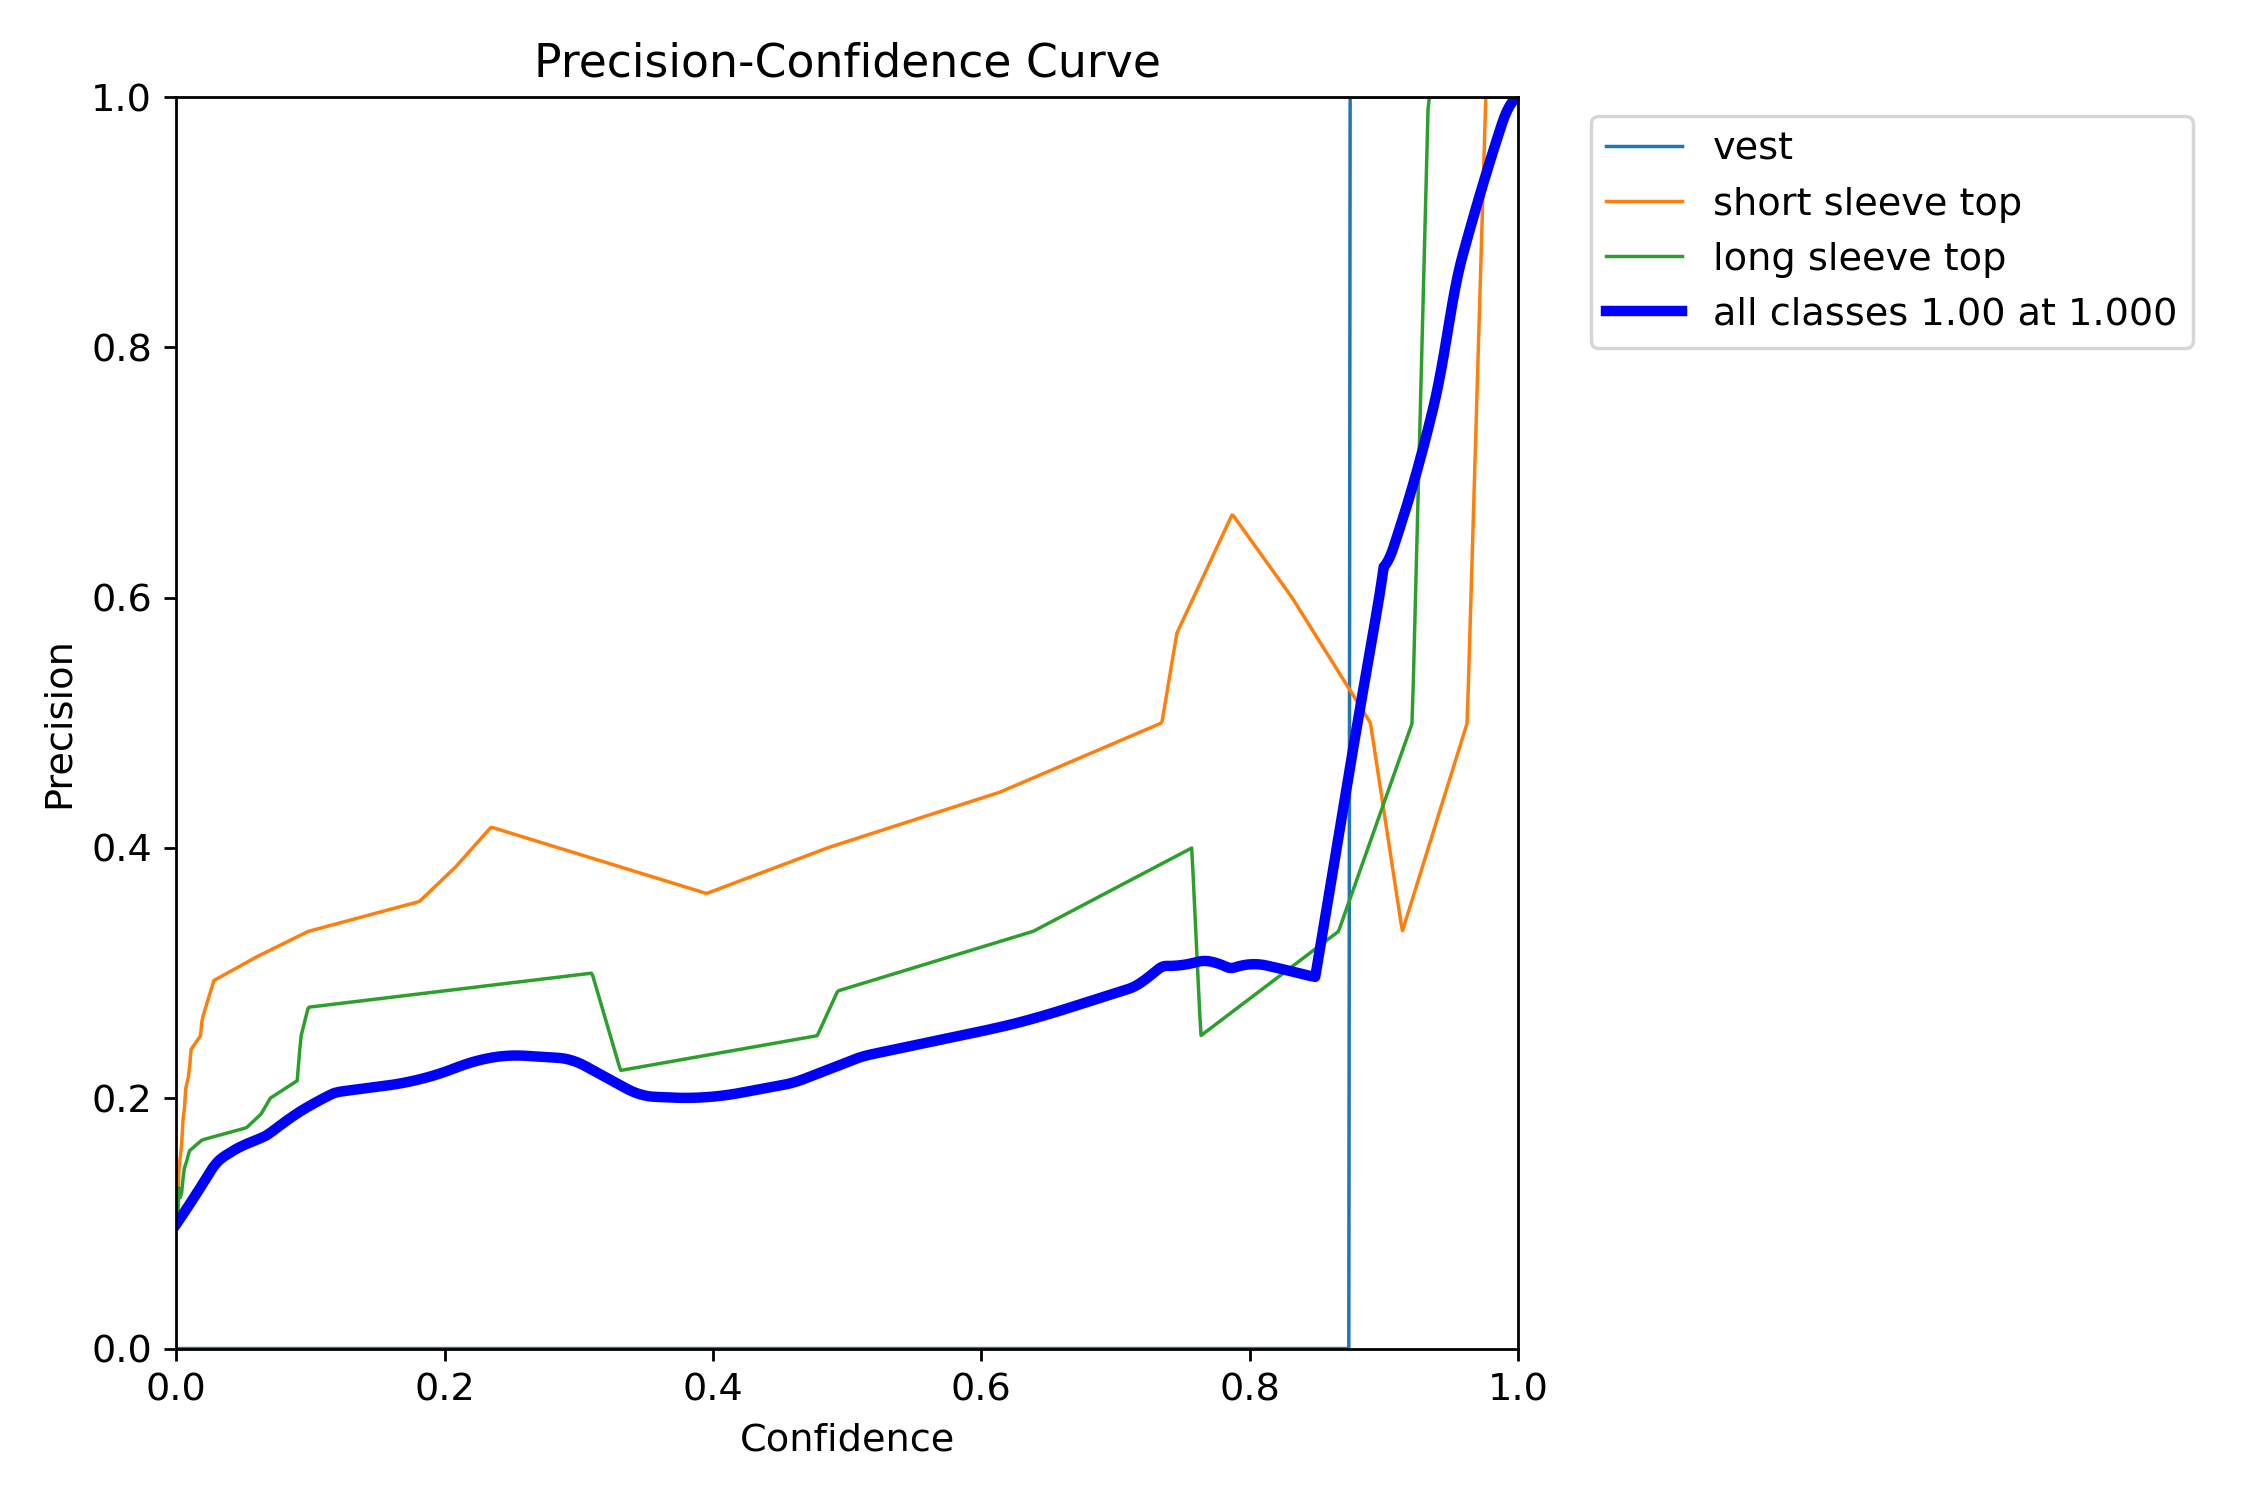 Precision-Confidence Curve
1.0
0.8
0.6
0.4
0.2
0.0
Precision
0.0 0.2 0.4 0.6 0.8 1.0
Confidence
vest
short sleeve top
long sleeve top
all classes 1.00 at 1.000